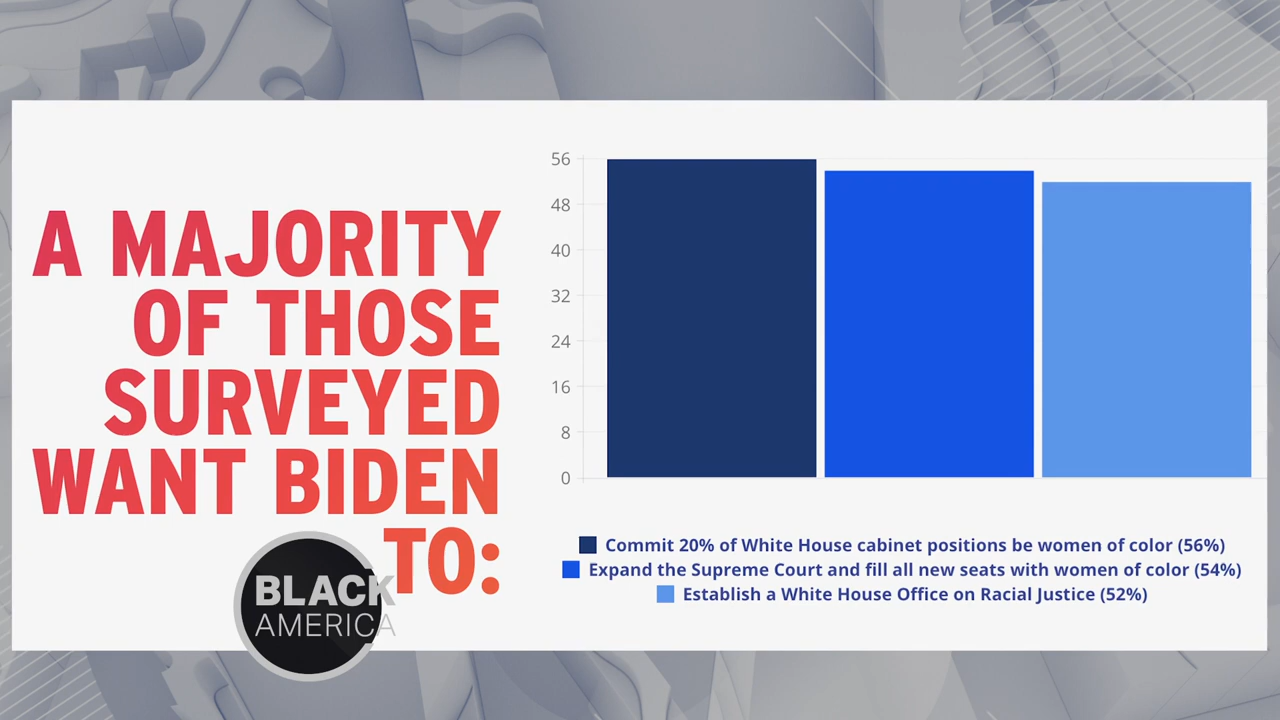 A MAJORITY
OF THOSE
SURVEYED
WANT BIDEN
TO:
BLACK
AMERICA
56
48
40
32
24
16
8
0
Commit 20% of White House cabinet positions be women of color (56%)
Expand the Supreme Court and fill all new seats with women of color (54%)
Establish a White House Office on Racial Justice (52%)